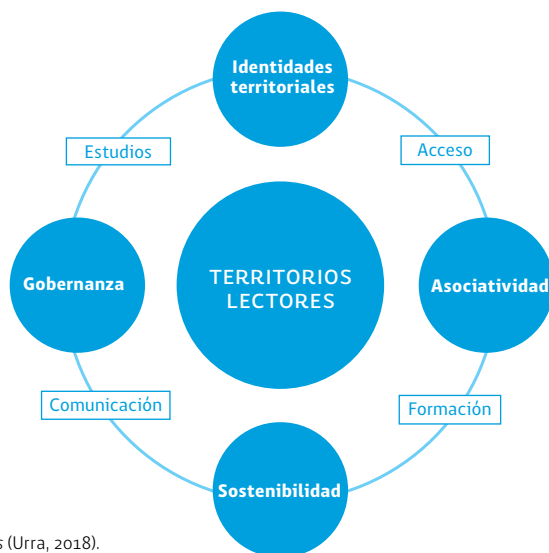 Identidades
territoriales
Estudios
Acceso
Gobernanza
TERRITORIOS
LECTORES
Asociatividad
Comunicación
Formación
Sostenibilidad
s (Urra, 2018).